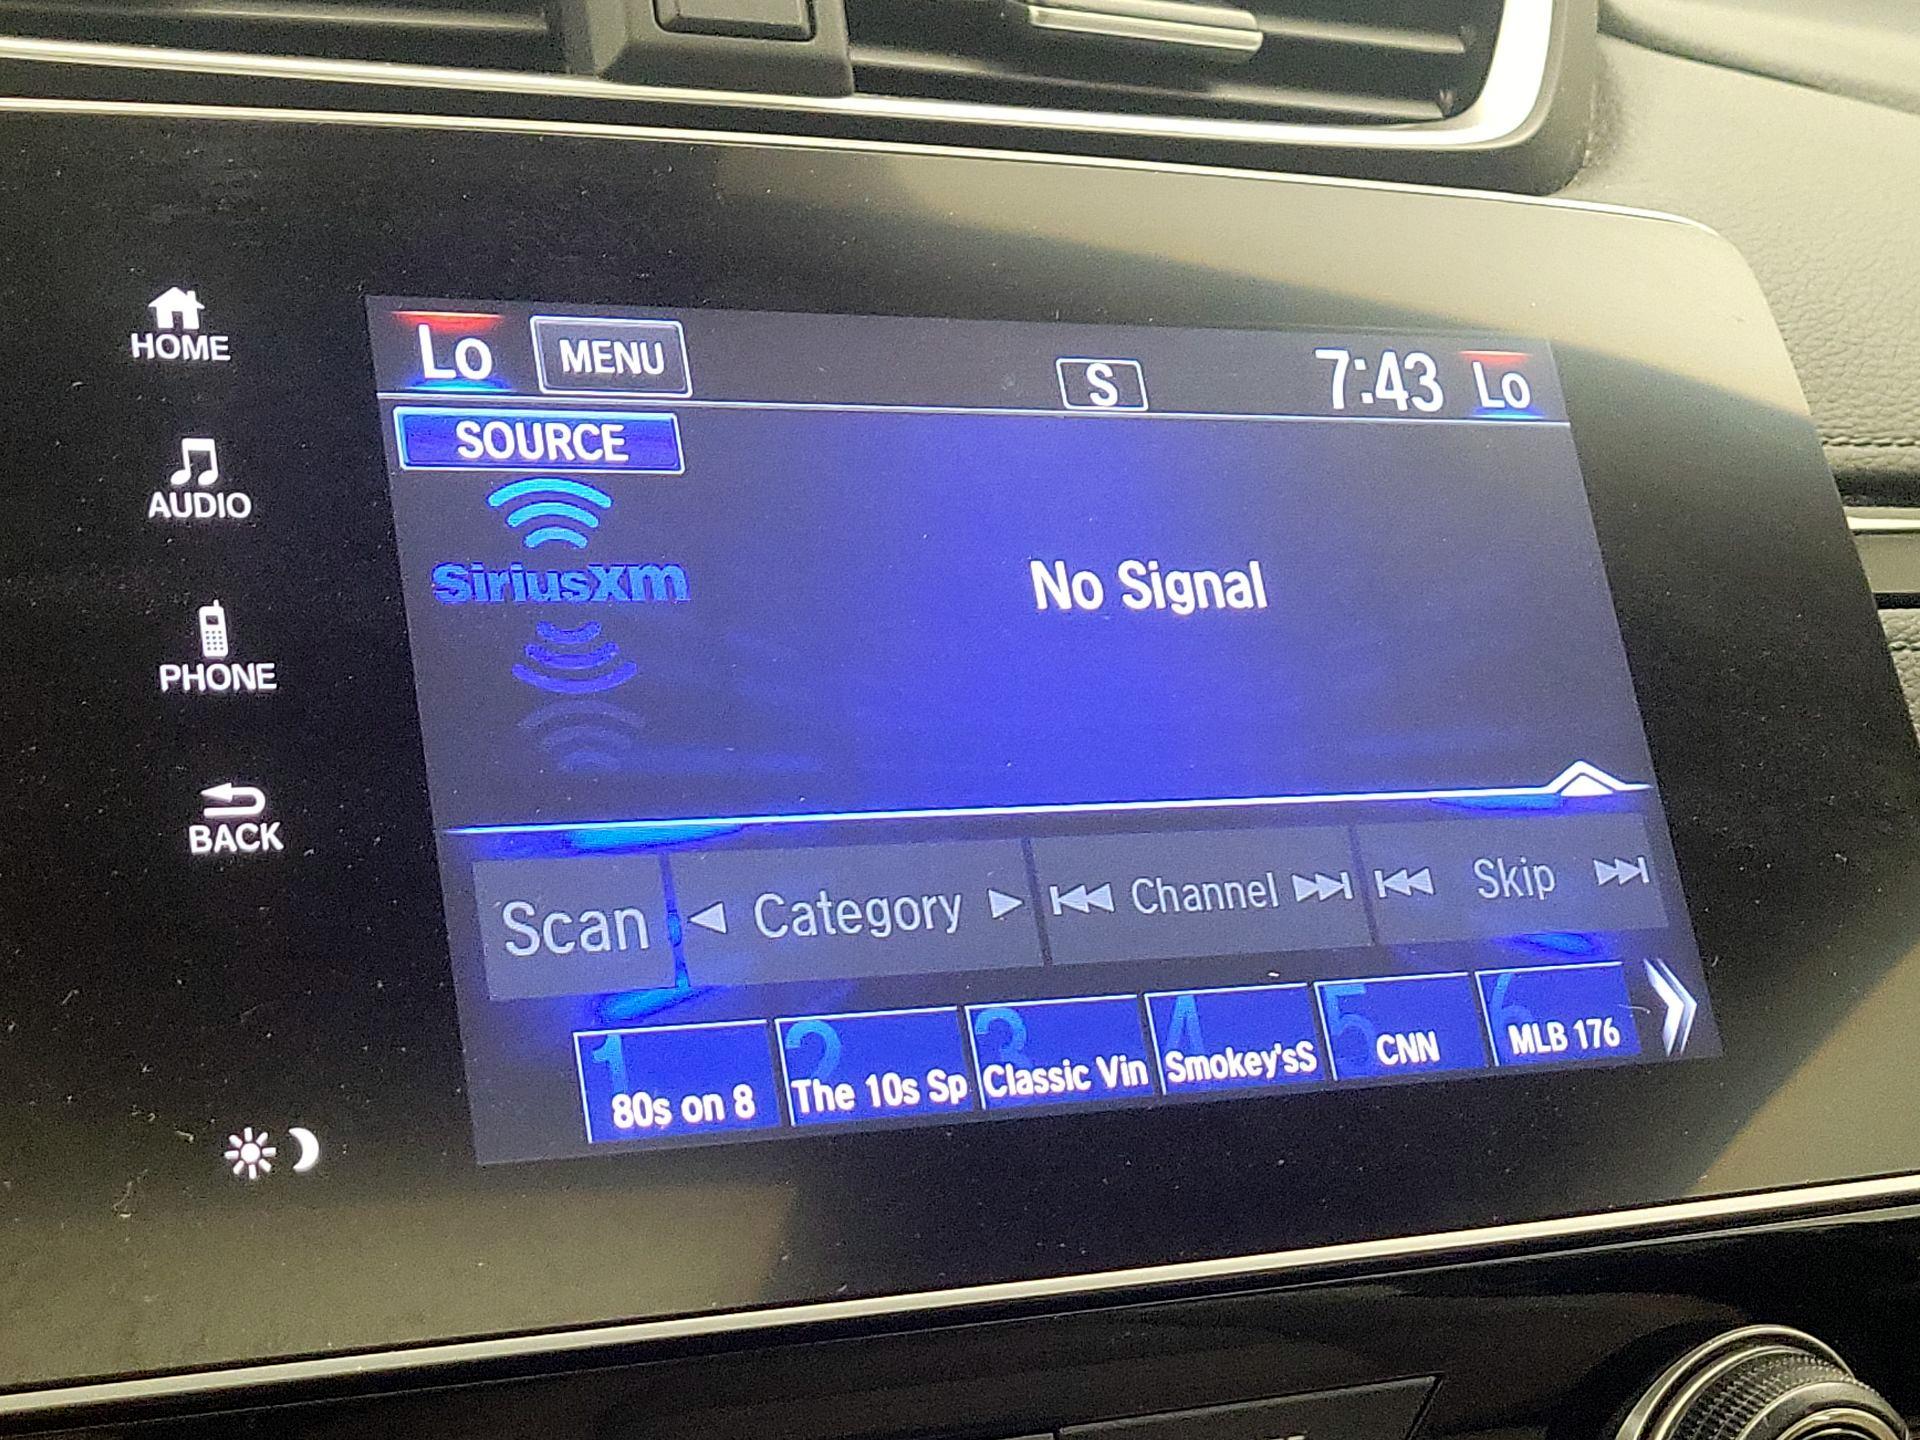 HOME
AUDIO
PHONE
BACK
Lo MENU S 7:43 Lo
SOURCE
SiriusXM
No Signal
Scan Category Channel Skip
1 2 3 4 5 6
80s on 8 The 10s Sp Classic Vin Smokey'sS CNN MLB 176